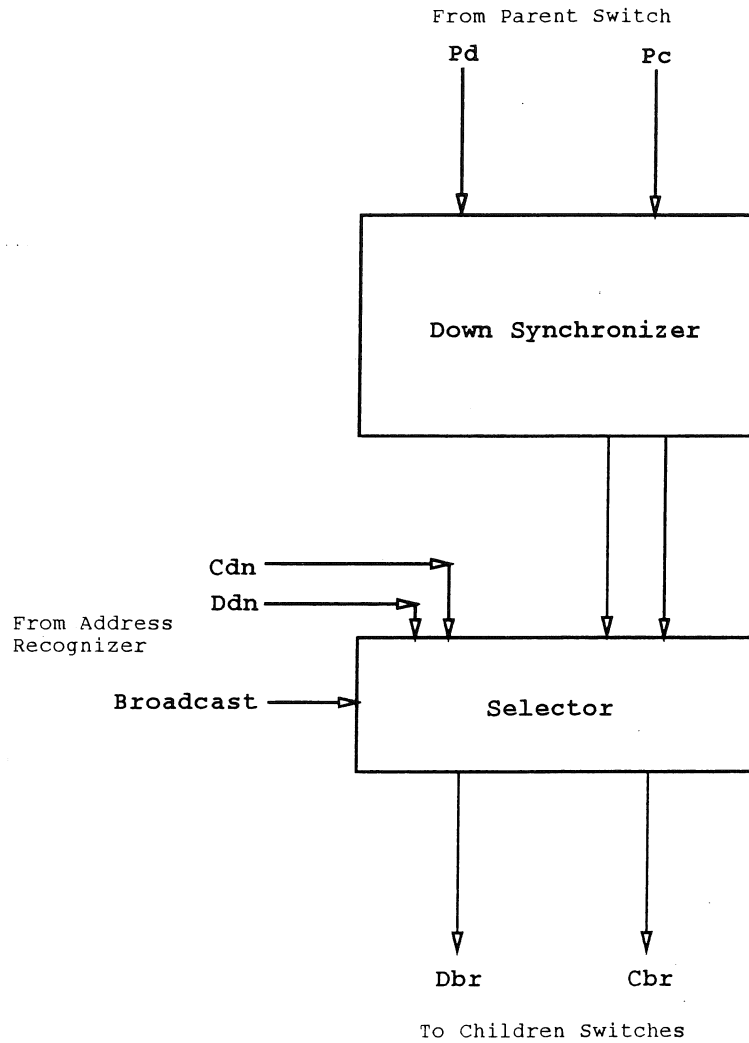 From Parent Switch
Pd Pc
Down Synchronizer
Cdn
Ddn
From Address
Recognizer
Broadcast
Selector
Dbr Cbr
To Children Switches